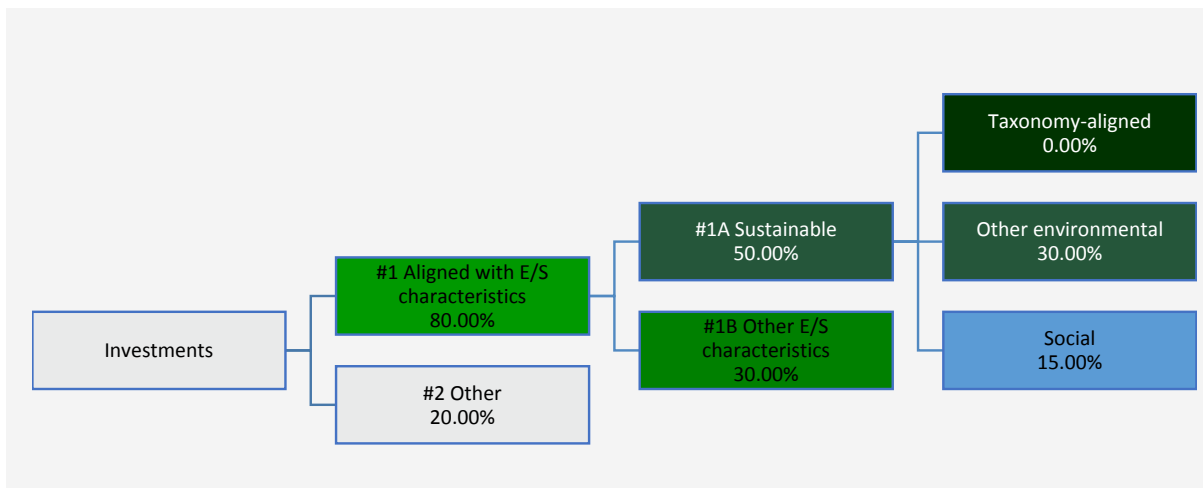 Investments
#1 Aligned with E/S
characteristics
80.00%
#2 Other
20.00%
#1A Sustainable
50.00%
#1B Other E/S
characteristics
30.00%
Taxonomy-aligned
0.00%
Other environmental
30.00%
Social
15.00%